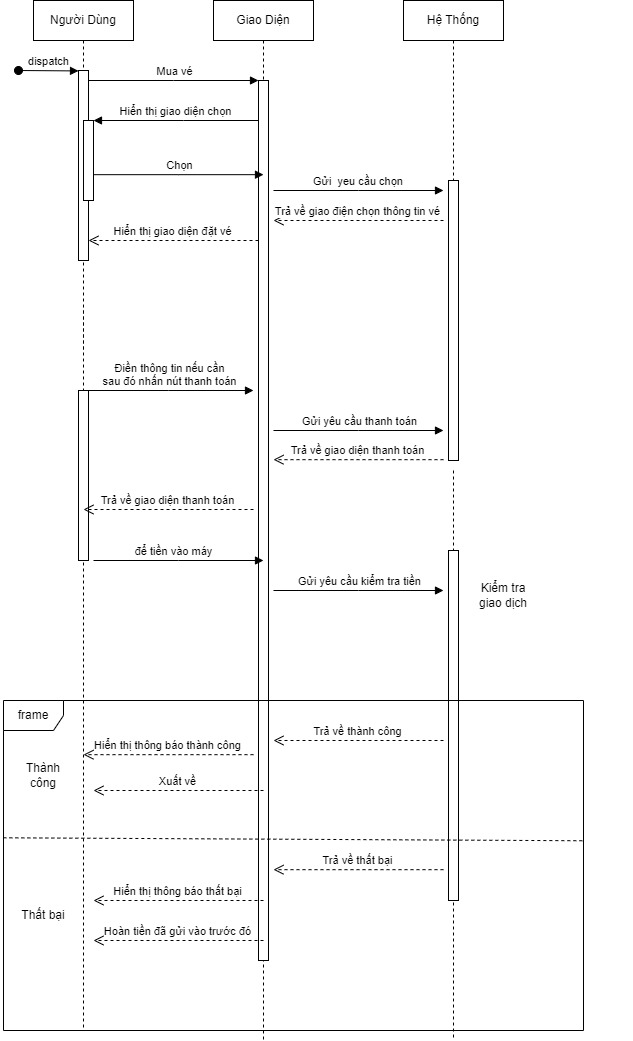 Người Dùng
Giao Diện
Hệ Thống
dispatch
Mua vé
Hiển thị giao diện chọn
Chọn
Gửi yeu cầu chọn
Trả về giao điện chọn thông tin vé
Hiển thị giao diện đặt vé
Điền thông tin nếu cần
sau đó nhấn nút thanh toán
Gửi yêu cầu thanh toán
Trả về giao diện thanh toán
Trả về giao diện thanh toán
để tiền vào máy
Gửi yêu cầu kiểm tra tiền
Kiểm tra
giao dịch
frame
Trả về thành công
Hiển thị thông báo thành công
Thành
công
Xuất về
Trả về thất bại
Hiển thị thông báo thất bại
Thất bại
Hoàn tiền đã gửi vào trước đó